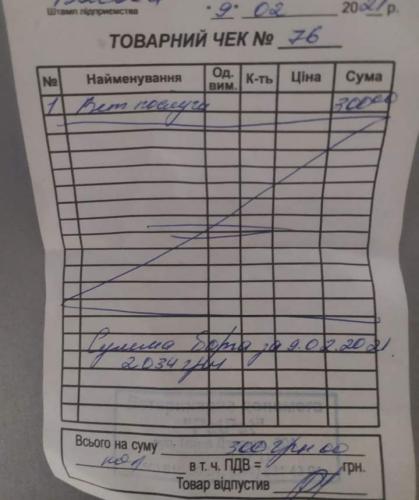 Штамп підприємства
9. 02 2021 р.
ТОВАРНИЙ ЧЕК № 76
№ Найменування Од. вим. К-ть Ціна Сума
1 Вет послуги 300 00
Сумма борга за 9.02.2021
2034 грн
Всього на суму 300 грн 00
коп в т. ч. ПДВ = грн.
Товар відпустив